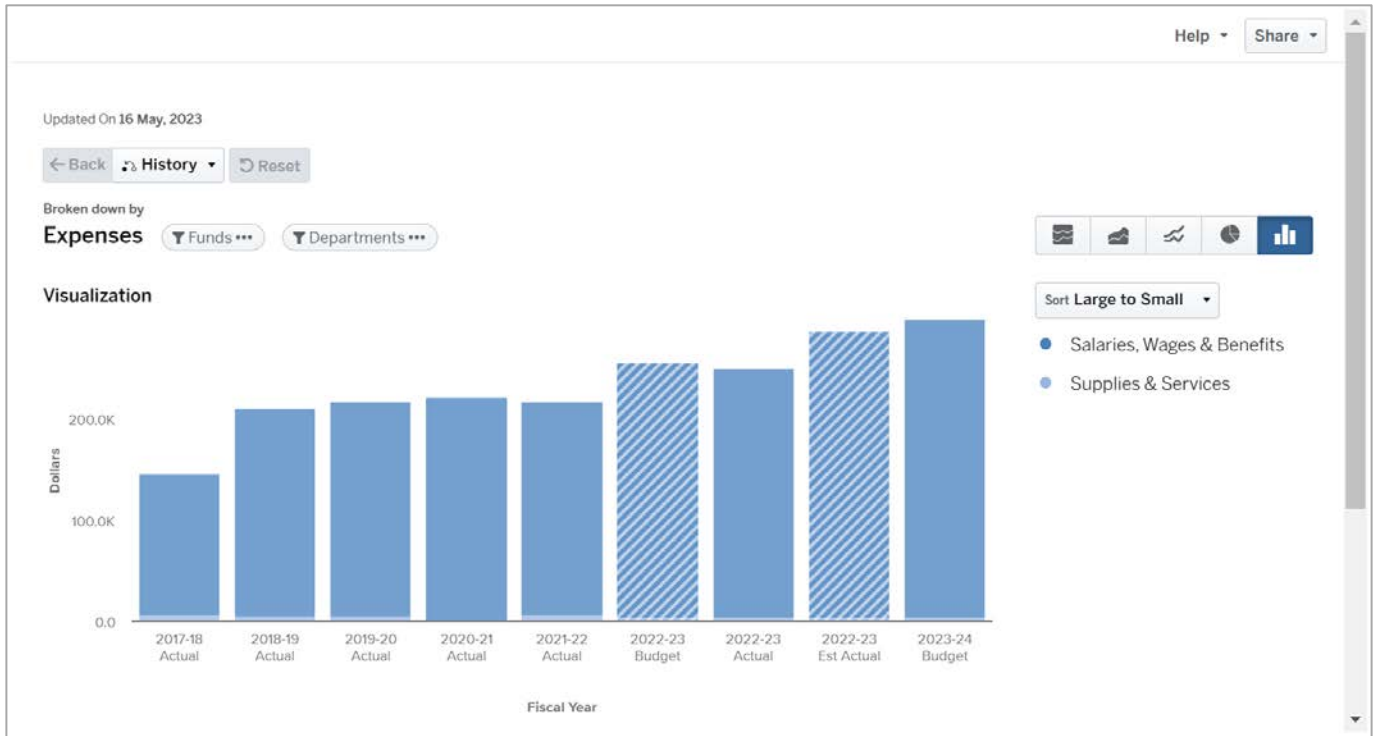 Help
Share
Updated On 16 May, 2023
Back
History
Reset
Broken down by
Expenses
Funds •••
Departments •••
Visualization
Sort Large to Small
Salaries, Wages & Benefits
Supplies & Services
Dollars
200.0K
100.0K
0.0
2017-18
Actual
2018-19
Actual
2019-20
Actual
2020-21
Actual
2021-22
Actual
2022-23
Budget
2022-23
Actual
2022-23
Est Actual
2023-24
Budget
Fiscal Year